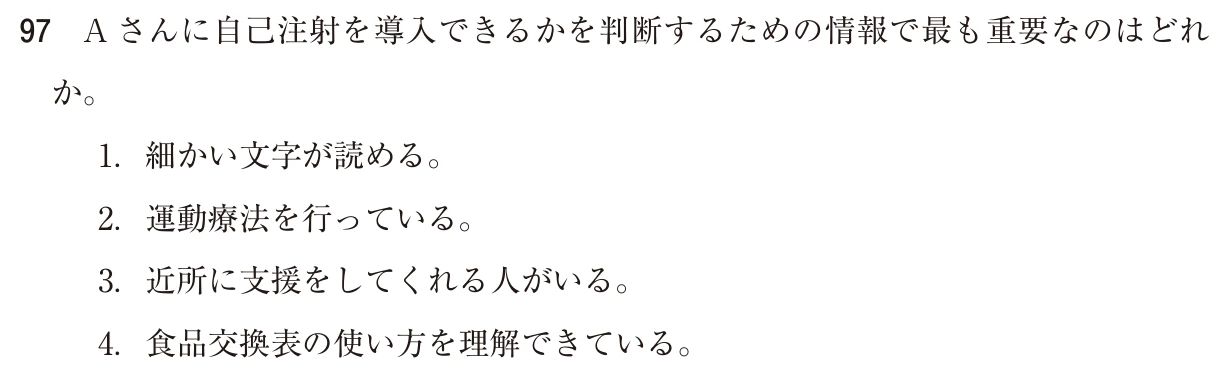 97 Aさんに自己注射を導入できるかを判断するための情報で最も重要なのはどれ
か。
1. 細かい文字が読める。
2. 運動療法を行っている。
3. 近所に支援をしてくれる人がいる。
4. 食品交換表の使い方を理解できている。